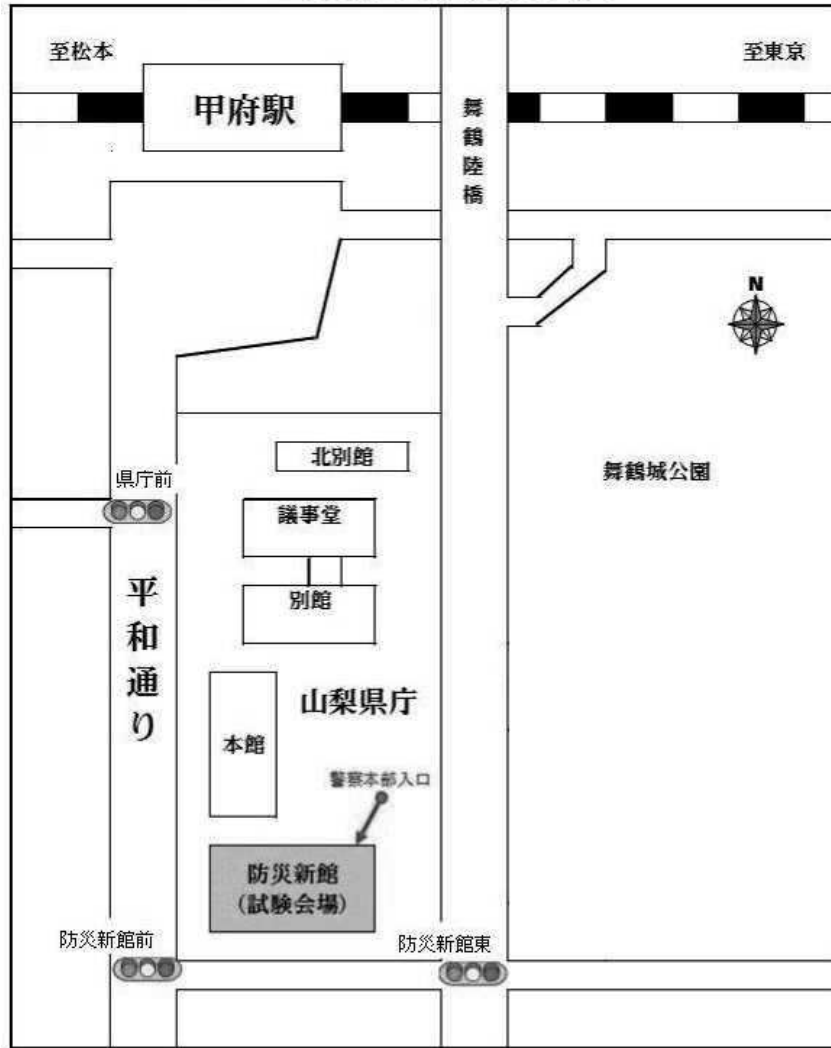 至松本
至東京
甲府駅
舞鶴陸橋
N
北別館
舞鶴城公園
県庁前
議事堂
別館
平和通り
山梨県庁
本館
警察本部入口
防災新館
(試験会場)
防災新館前
防災新館東